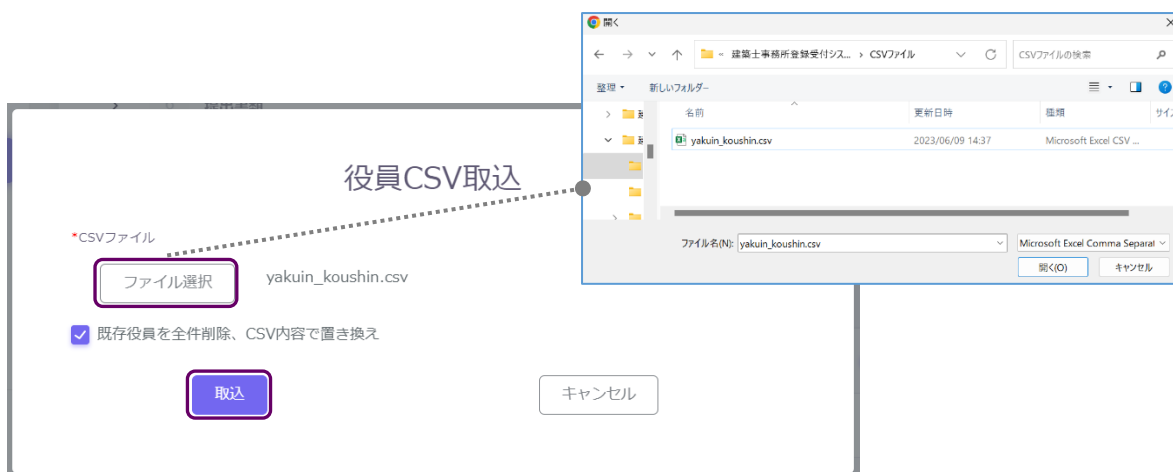 開く
建築士事務所登録受付シス... › CSVファイル
CSVファイルの検索
整理
新しいフォルダー
名前
更新日時
種類
サイ
yakuin_koushin.csv
2023/06/09 14:37
Microsoft Excel CSV ...
ファイル名(N):
yakuin_koushin.csv
Microsoft Excel Comma Separat
開く(O)
キャンセル
役員CSV取込
*CSVファイル
ファイル選択
yakuin_koushin.csv
既存役員を全件削除、CSV内容で置き換え
取込
キャンセル